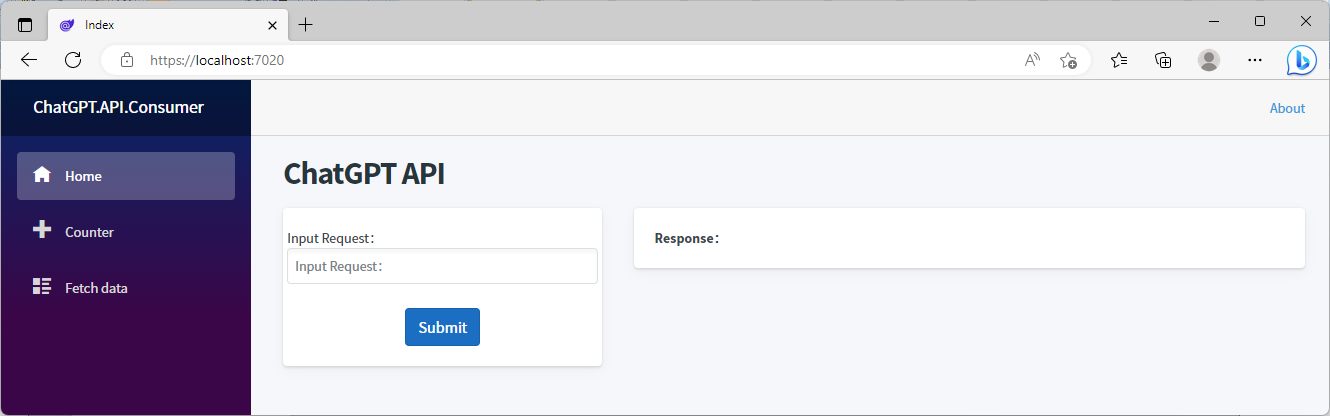 Index
https://localhost:7020
ChatGPT.API.Consumer
About
Home
Counter
Fetch data
ChatGPT API
Input Request：
Input Request：
Submit
Response：